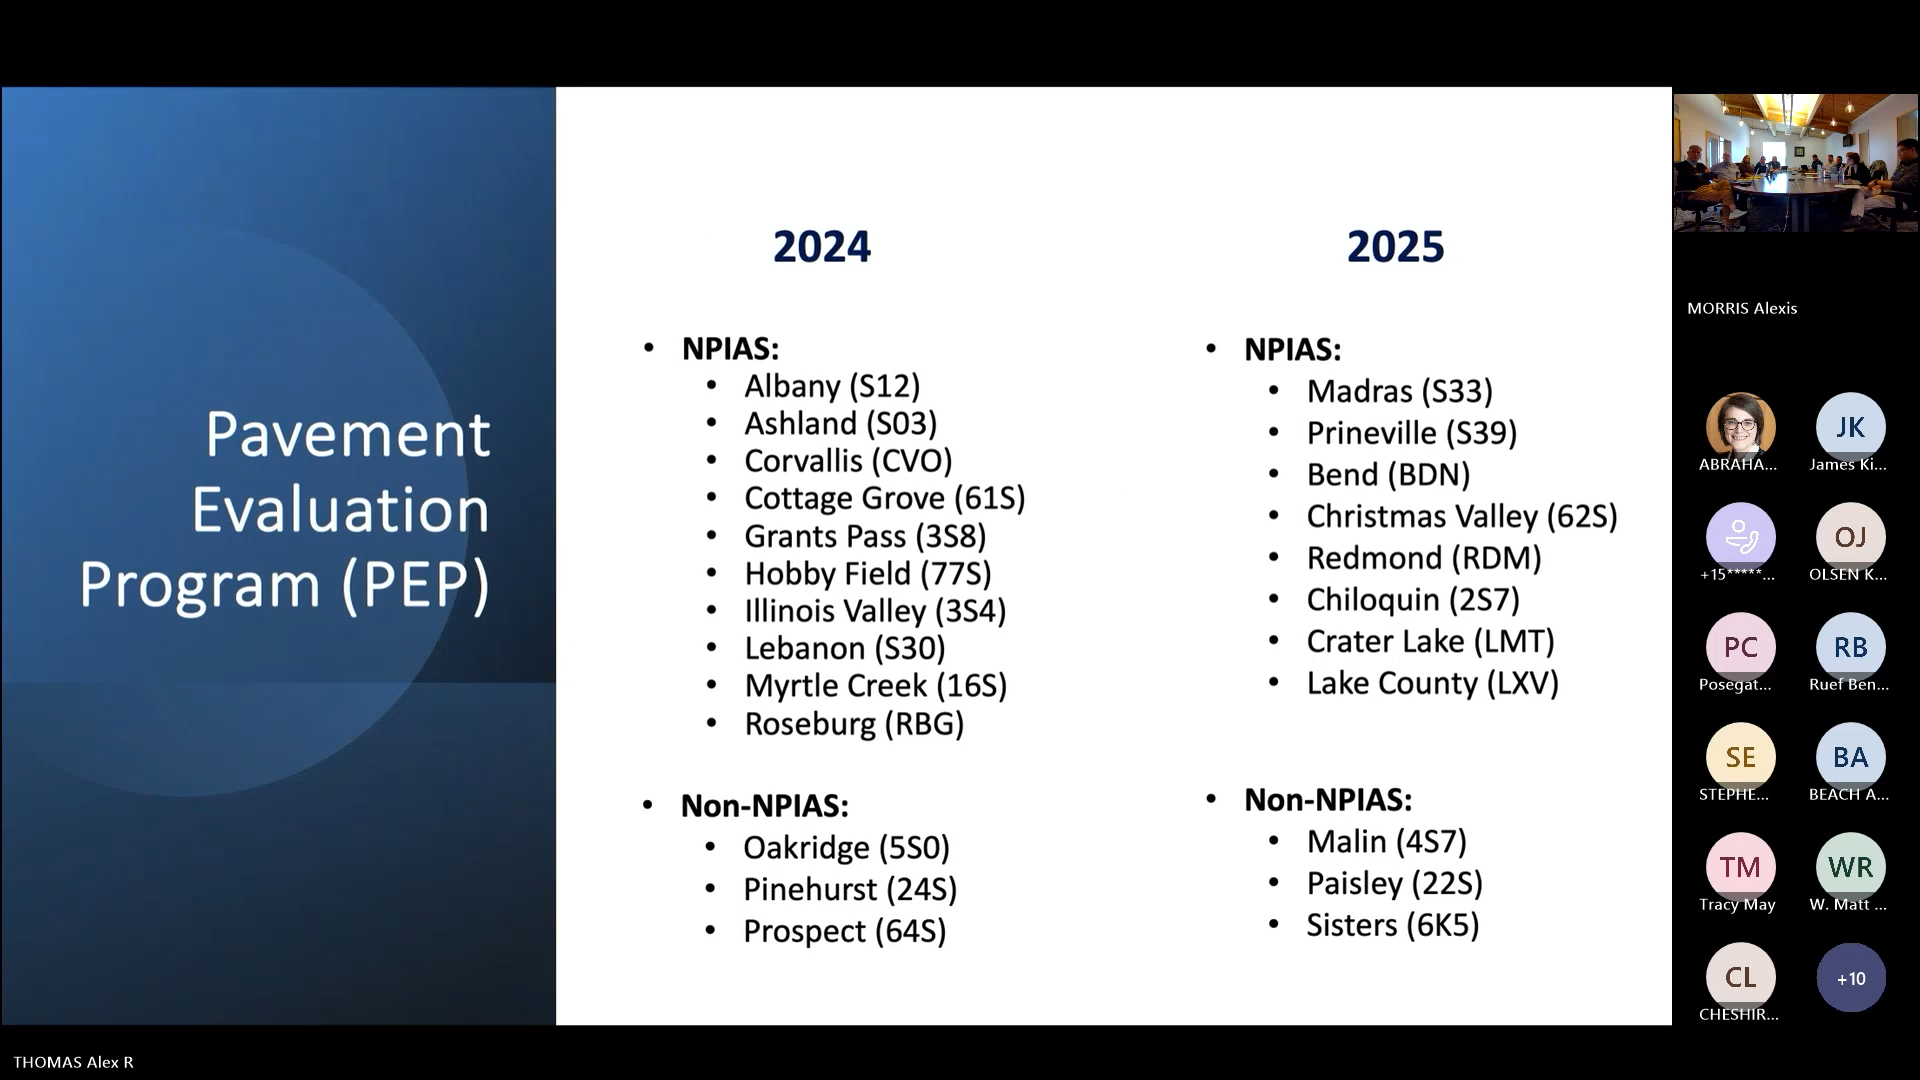 Pavement
Evaluation
Program (PEP)
2024
• NPIAS:
• Albany (S12)
• Ashland (S03)
• Corvallis (CVO)
• Cottage Grove (61S)
• Grants Pass (3S8)
• Hobby Field (77S)
• Illinois Valley (3S4)
• Lebanon (S30)
• Myrtle Creek (16S)
• Roseburg (RBG)
• Non-NPIAS:
• Oakridge (5S0)
• Pinehurst (24S)
• Prospect (64S)
2025
• NPIAS:
• Madras (S33)
• Prineville (S39)
• Bend (BDN)
• Christmas Valley (62S)
• Redmond (RDM)
• Chiloquin (2S7)
• Crater Lake (LMT)
• Lake County (LXV)
• Non-NPIAS:
• Malin (4S7)
• Paisley (22S)
• Sisters (6K5)
MORRIS Alexis
ABRAHA...
JK
James Ki...
+15*****...
OJ
OLSEN K...
PC
Posegat...
RB
Ruef Ben...
SE
STEPHE...
BA
BEACH A...
TM
Tracy May
WR
W. Matt ...
CL
CHESHIR...
+10
THOMAS Alex R